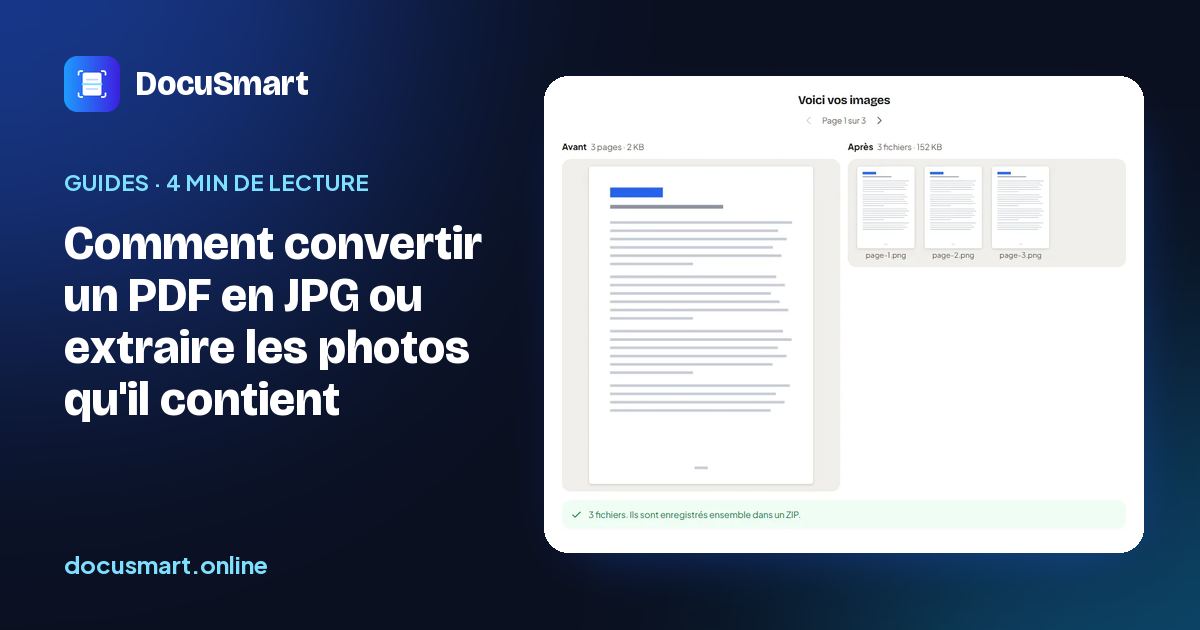 DocuSmart
GUIDES · 4 MIN DE LECTURE
Comment convertir
un PDF en JPG ou
extraire les photos
qu'il contient
docusmart.online
Voici vos images
Page 1 sur 3
Avant 3 pages · 2 KB
Après 3 fichiers · 152 KB
page-1.png
page-2.png
page-3.png
3 fichiers. Ils sont enregistrés ensemble dans un ZIP.